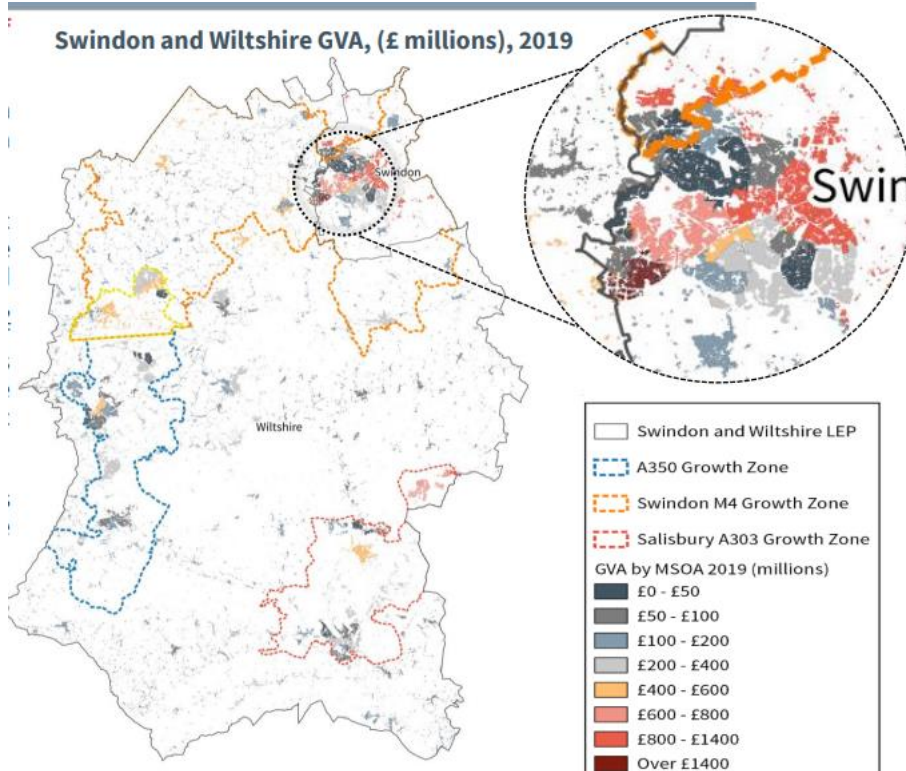 Swindon and Wiltshire GVA, (£ millions), 2019
Swindon
Swin
Wiltshire
Swindon and Wiltshire LEP
A350 Growth Zone
Swindon M4 Growth Zone
Salisbury A303 Growth Zone
GVA by MSOA 2019 (millions)
£0 - £50
£50 - £100
£100 - £200
£200 - £400
£400 - £600
£600 - £800
£800 - £1400
Over £1400